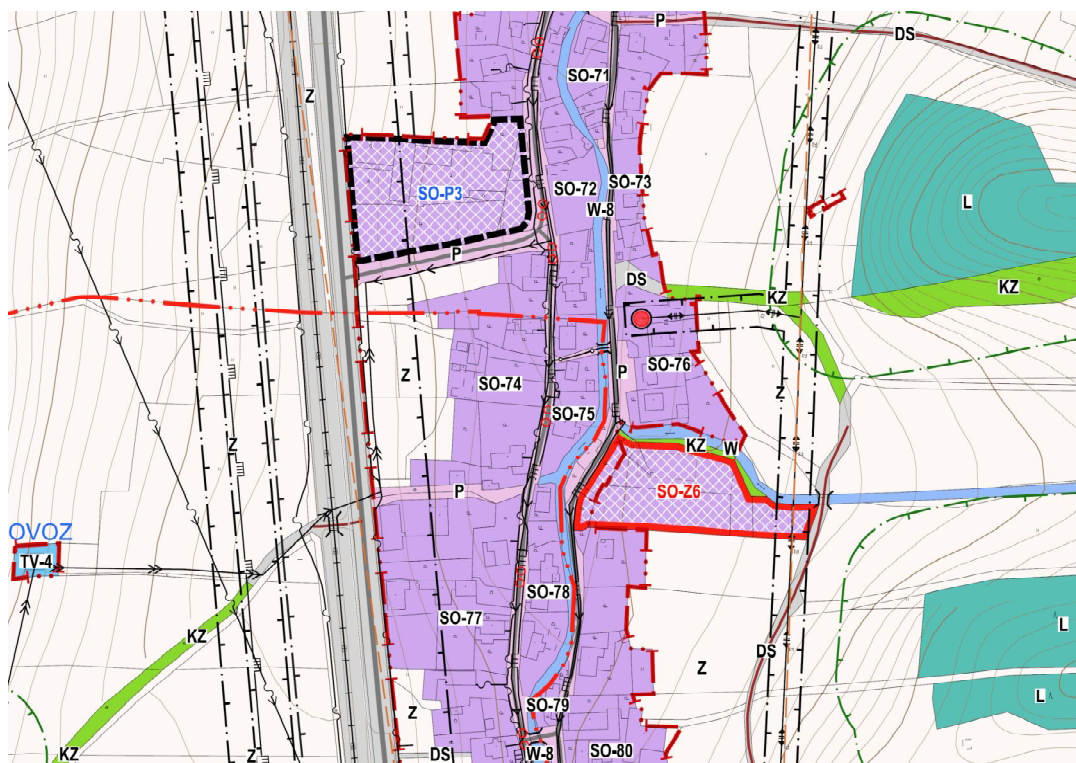 P
DS
SO-71
Z
SO-P3
SO-72
SO-73
W-8
L
P
DS
KZ
KZ
Z
SO-74
P
SO-76
Z
SO-75
KZ
W
Z
P
SO-Z6
OVOZ
TV-4
SO-78
SO-77
KZ
L
DS
Z
SO-79
Z
L
KZ
Z
DS
W-8
SO-80